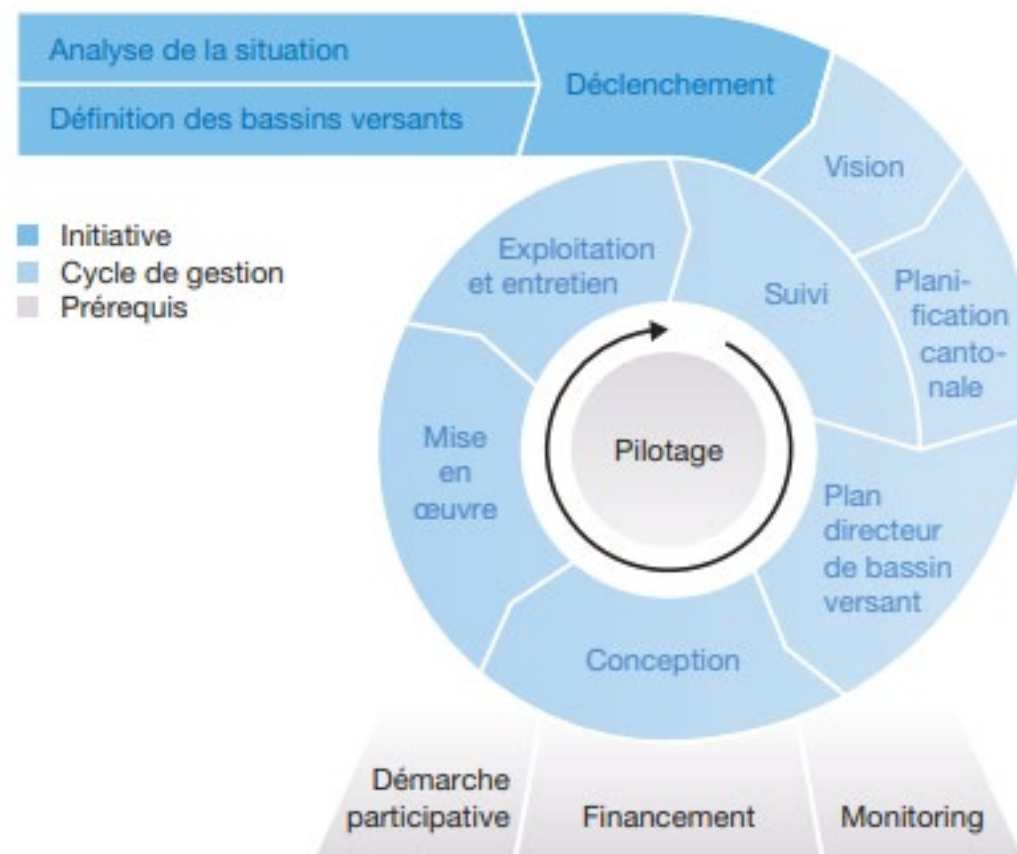 Analyse de la situation
Définition des bassins versants
Déclenchement
Vision
Plani-
fication
canto-
nale
Initiative
Cycle de gestion
Prérequis
Exploitation
et entretien
Suivi
Mise
en
œuvre
Pilotage
Plan
directeur
de bassin
versant
Conception
Démarche
participative
Financement
Monitoring